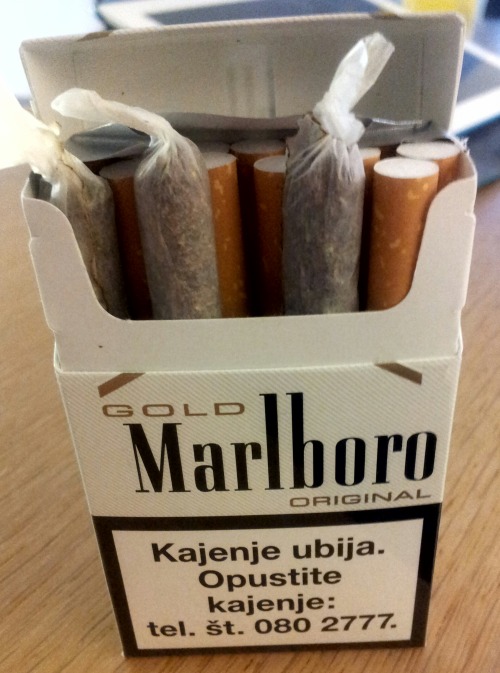 GOLD
Marlboro
ORIGINAL
Kajenje ubija.
Opustite
kajenje:
tel. št. 080 2777.